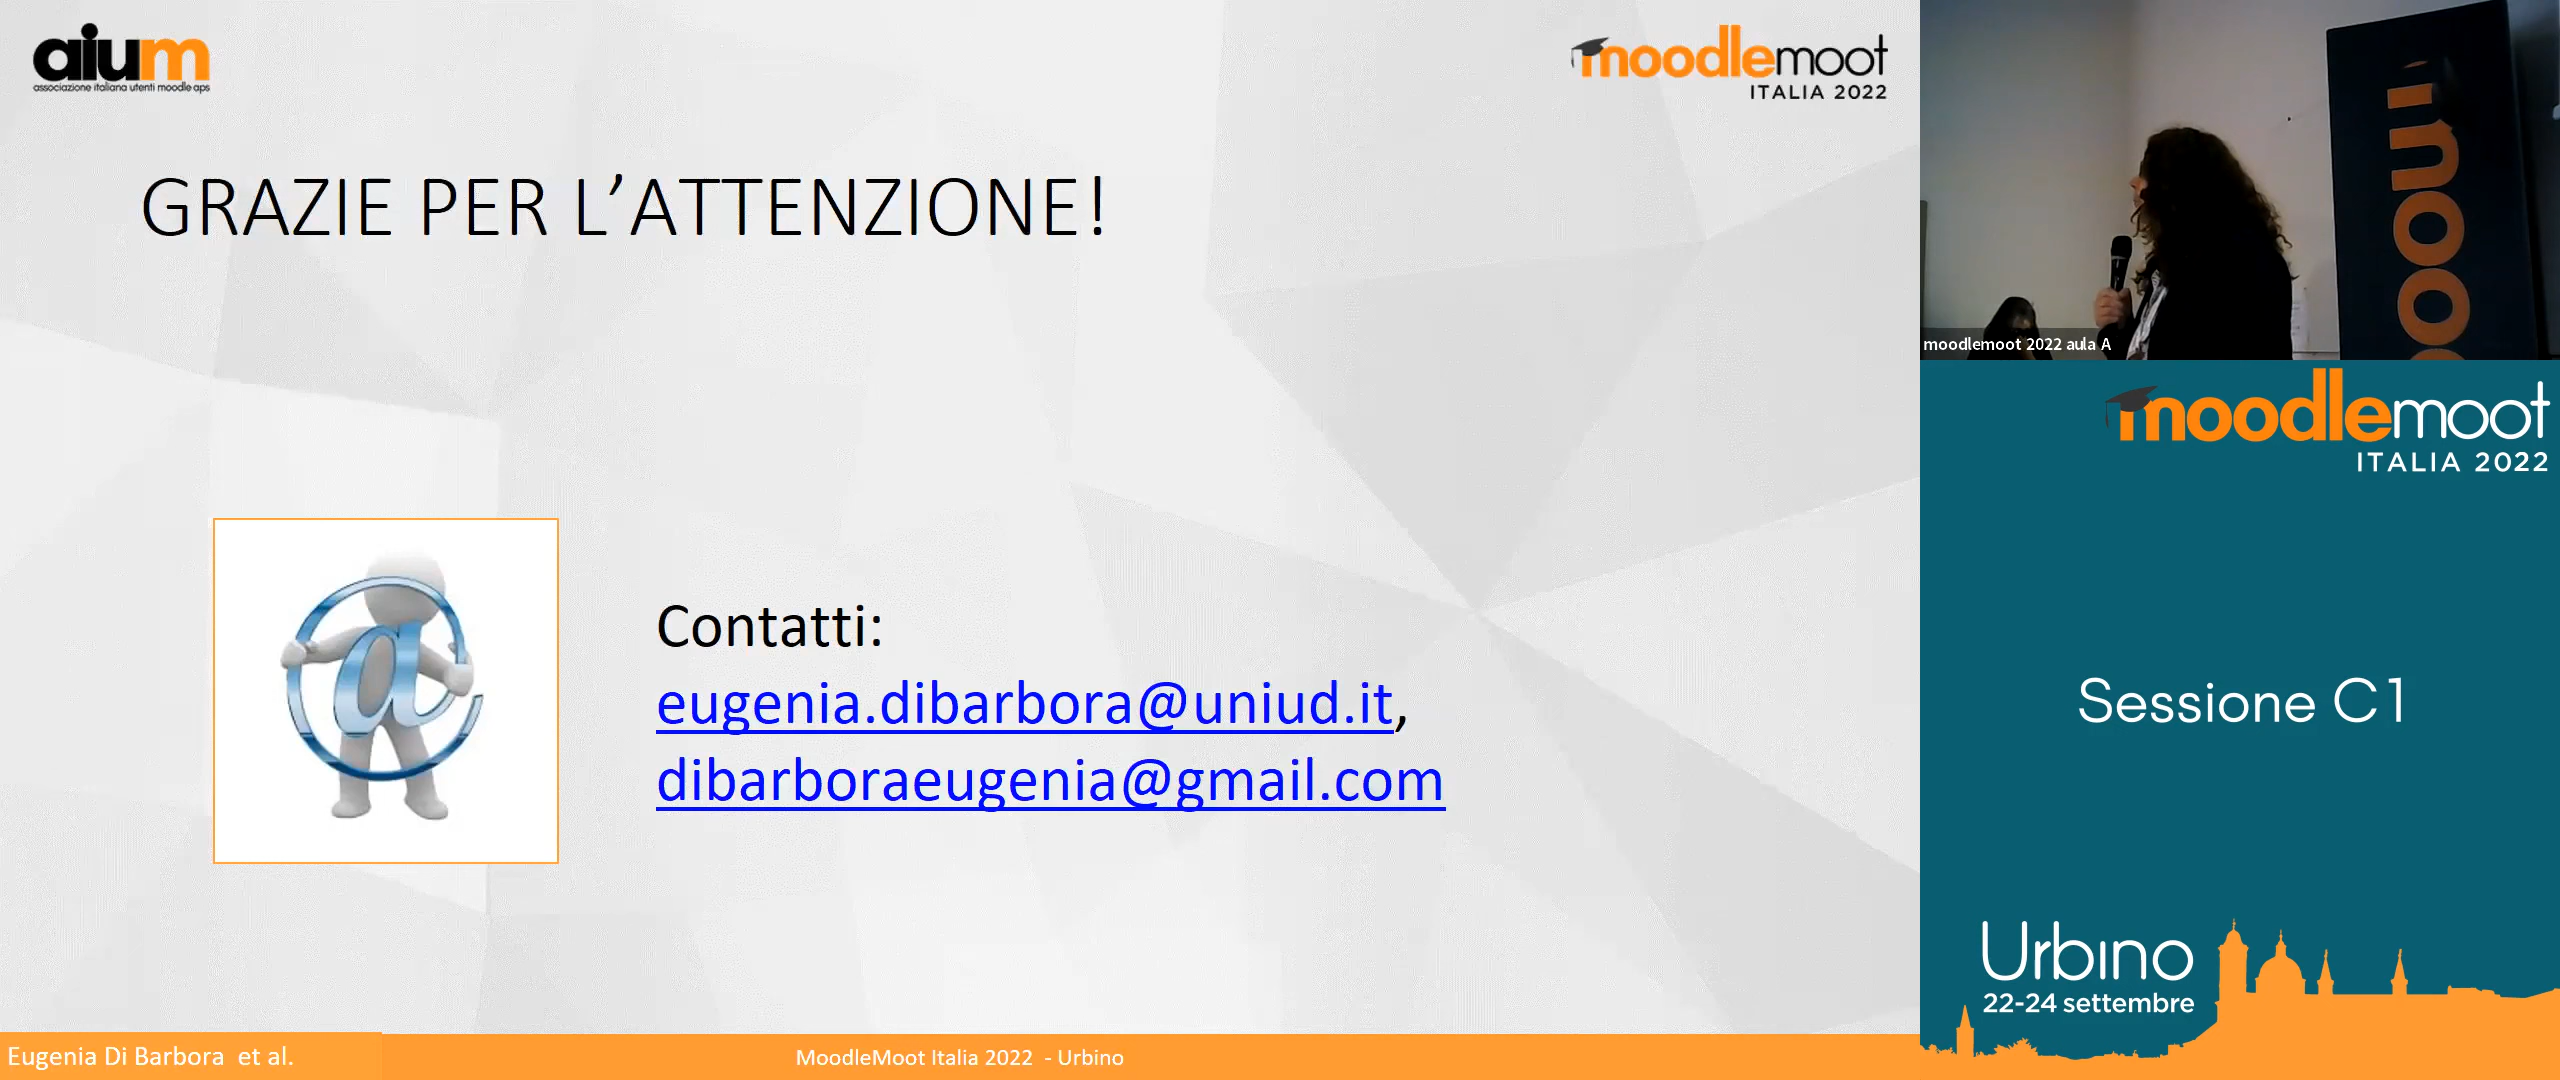 aium
associazione italiana utenti moodle aps
moodlemoot
ITALIA 2022
GRAZIE PER L’ATTENZIONE!
Contatti:
eugenia.dibarbora@uniud.it,
dibarboraeugenia@gmail.com
Eugenia Di Barbora et al.
MoodleMoot Italia 2022 - Urbino
moodlemoot 2022 aula A
moodlemoot
ITALIA 2022
Sessione C1
Urbino
22-24 settembre